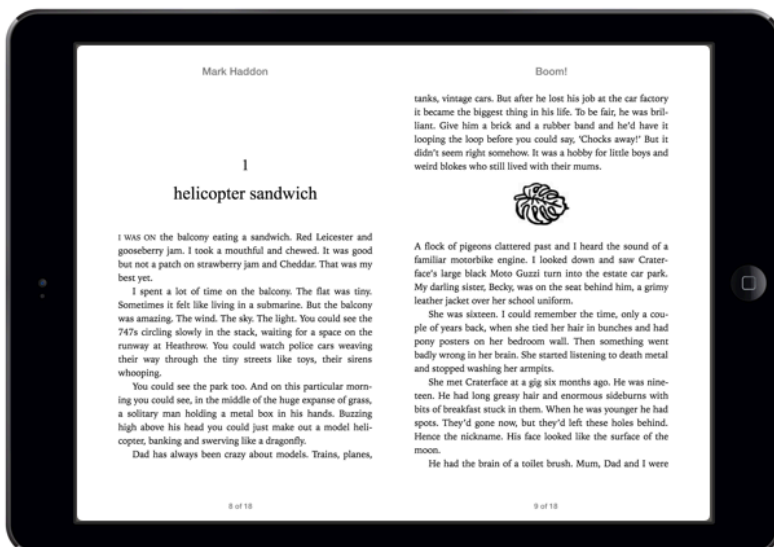 Mark Haddon
1
helicopter sandwich
I WAS ON the balcony eating a sandwich. Red Leicester and
gooseberry jam. I took a mouthful and chewed. It was good
but not a patch on strawberry jam and Cheddar. That was my
best yet.
I spent a lot of time on the balcony. The flat was tiny.
Sometimes it felt like living in a submarine. But the balcony
was amazing. The wind. The sky. The light. You could see the
747s circling slowly in the stack, waiting for a space on the
runway at Heathrow. You could watch police cars weaving
their way through the tiny streets like toys, their sirens
whooping.
You could see the park too. And on this particular morn-
ing you could see, in the middle of the huge expanse of grass,
a solitary man holding a metal box in his hands. Buzzing
high above his head you could just make out a model heli-
copter, banking and swerving like a dragonfly.
Dad has always been crazy about models. Trains, planes,
8 of 18
Boom!
tanks, vintage cars. But after he lost his job at the car factory
it became the biggest thing in his life. To be fair, he was bril-
liant. Give him a brick and a rubber band and he'd have it
looping the loop before you could say, 'Chocks away!' But it
didn't seem right somehow. It was a hobby for little boys and
weird blokes who still lived with their mums.
A flock of pigeons clattered past and I heard the sound of a
familiar motorbike engine. I looked down and saw Crater-
face's large black Moto Guzzi turn into the estate car park.
My darling sister, Becky, was on the seat behind him, a grimy
leather jacket over her school uniform.
She was sixteen. I could remember the time, only a cou-
ple of years back, when she tied her hair in bunches and had
pony posters on her bedroom wall. Then something went
badly wrong in her brain. She started listening to death metal
and stopped washing her armpits.
She met Craterface at a gig six months ago. He was nine-
teen. He had long greasy hair and enormous sideburns with
bits of breakfast stuck in them. When he was younger he had
spots. They'd gone now, but they'd left these holes behind.
Hence the nickname. His face looked like the surface of the
moon.
He had the brain of a toilet brush. Mum, Dad and I were
9 of 18